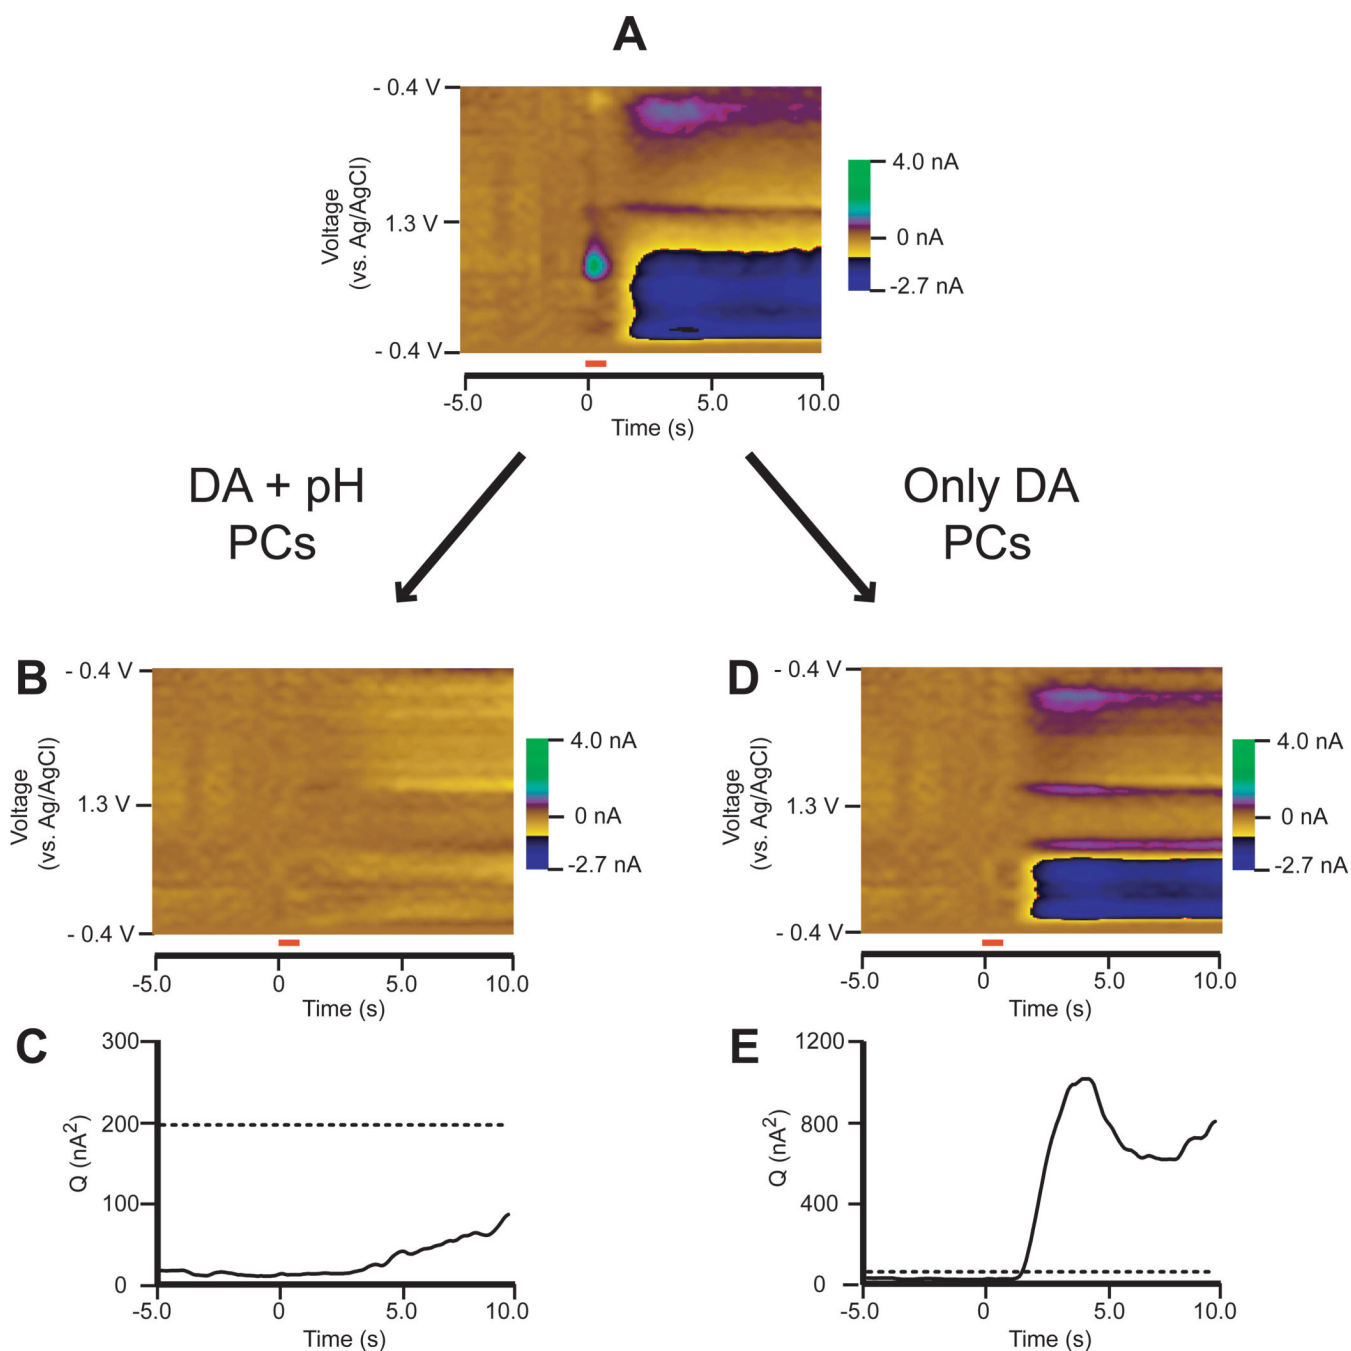 A
- 0.4 V
1.3 V
- 0.4 V
Voltage
(vs. Ag/AgCl)
4.0 nA
0 nA
-2.7 nA
-5.0
0
5.0
10.0
Time (s)
DA + pH
PCs
Only DA
PCs
B
- 0.4 V
1.3 V
- 0.4 V
Voltage
(vs. Ag/AgCl)
4.0 nA
0 nA
-2.7 nA
-5.0
0
5.0
10.0
Time (s)
D
- 0.4 V
1.3 V
- 0.4 V
Voltage
(vs. Ag/AgCl)
4.0 nA
0 nA
-2.7 nA
-5.0
0
5.0
10.0
Time (s)
C
300
200
100
0
Q (nA²)
-5.0
0
5.0
10.0
Time (s)
E
1200
800
400
0
Q (nA²)
-5.0
0
5.0
10.0
Time (s)